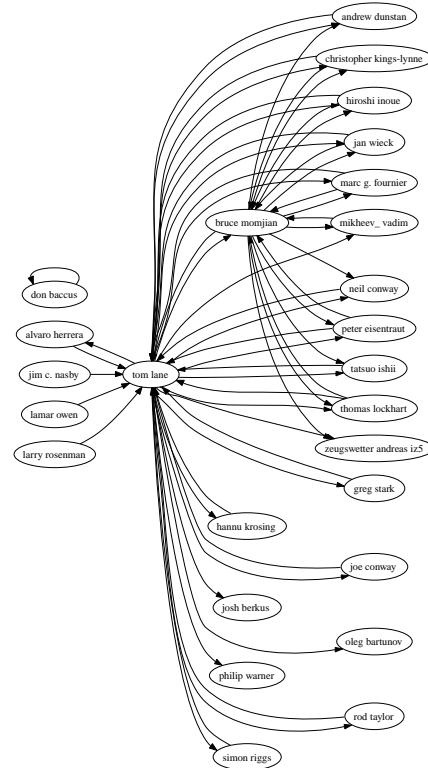 andrew dunstan
christopher kings-lynne
hiroshi inoue
jan wieck
marc g. fournier
bruce momjian
mikheev_ vadim
don baccus
neil conway
alvaro herrera
peter eisentraut
jim c. nasby
tom lane
tatsuo ishii
lamar owen
thomas lockhart
larry rosenman
zeugswetter andreas iz5
greg stark
hannu krosing
joe conway
josh berkus
oleg bartunov
philip warner
rod taylor
simon riggs